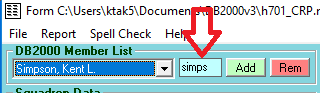 Form C:\Users\ktak5\Documents\DB2000v3\h701_CRP.
File Report Spell Check Help
DB2000 Member List
Simpson, Kent L. simps Add Rem
Squadron Data